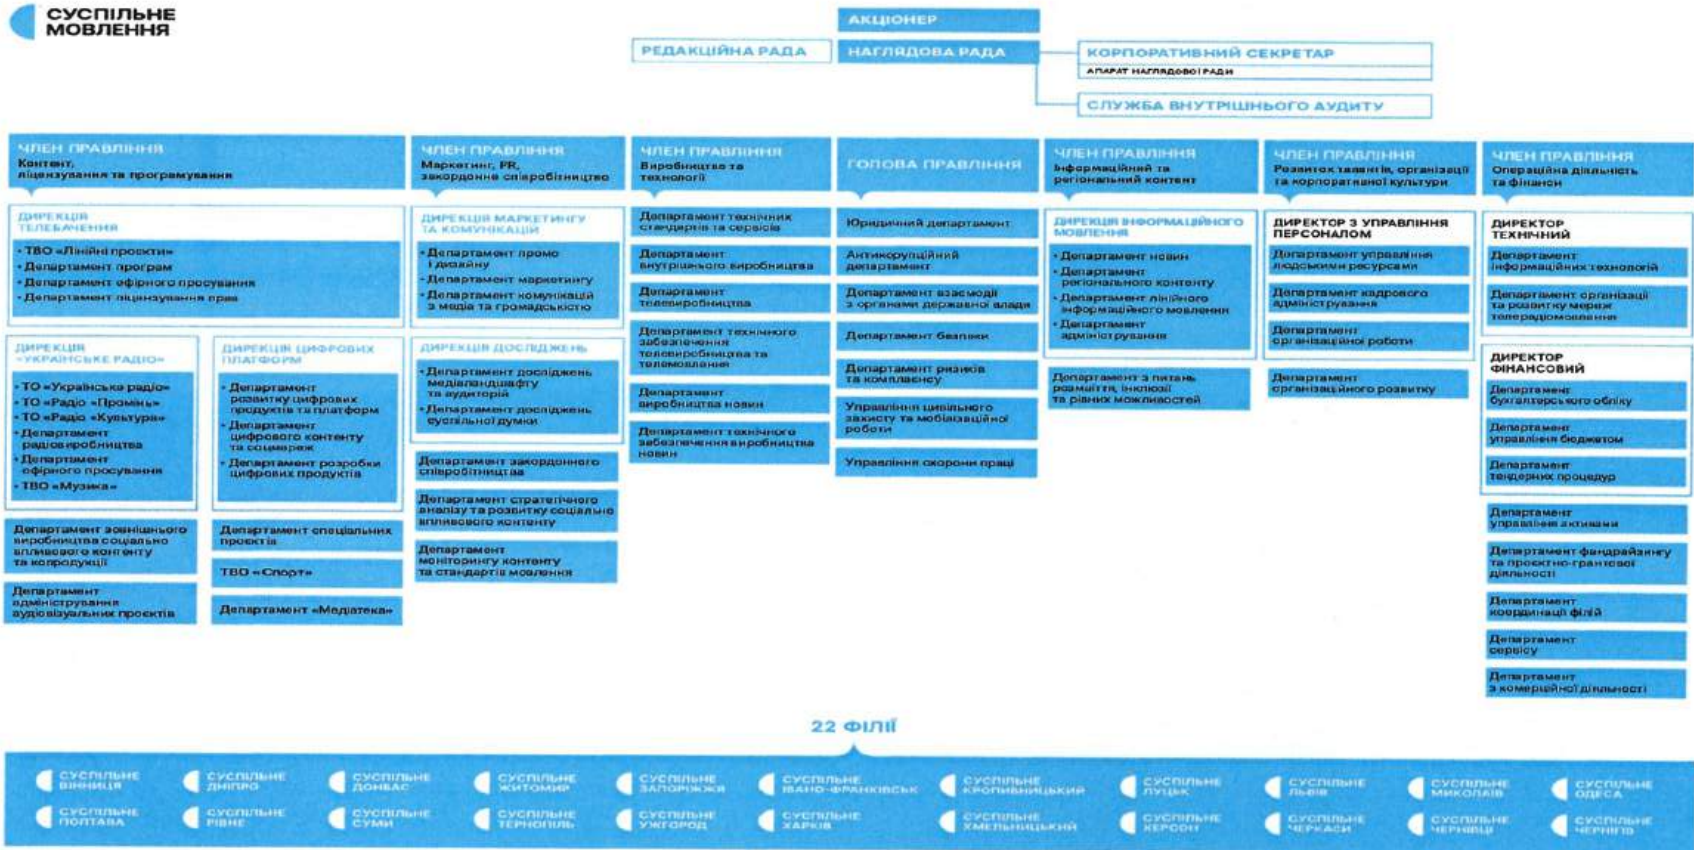 СУСПІЛЬНЕ
МОВЛЕННЯ
АКЦІОНЕР
РЕДАКЦІЙНА РАДА
НАГЛЯДОВА РАДА
КОРПОРАТИВНИЙ СЕКРЕТАР
АПАРАТ НАГЛЯДОВОЇ РАДИ
СЛУЖБА ВНУТРІШНЬОГО АУДИТУ
ЧЛЕН ПРАВЛІННЯ
Контент,
ліцензування та програмування
ДИРЕКЦІЯ
ТЕЛЕБАЧЕННЯ
• ТВО «Лінійні проєкти»
• Департамент програм
• Департамент ефірного просування
• Департамент ліцензування прав
ДИРЕКЦІЯ
«УКРАЇНСЬКЕ РАДІО»
• ТО «Українське радіо»
• ТО «Радіо «Промінь»
• ТО «Радіо «Культура»
• Департамент
радіовиробництва
• Департамент
ефірного просування
• ТВО «Музика»
Департамент зовнішнього
виробництва соціально
впливового контенту
та копродукції
Департамент
адміністрування
аудіовізуальних проєктів
ДИРЕКЦІЯ ЦИФРОВИХ
ПЛАТФОРМ
• Департамент
розвитку цифрових
продуктів та платформ
• Департамент
цифрового контенту
та соцмереж
• Департамент розробки
цифрових продуктів
Департамент спеціальних
проєктів
ТВО «Спорт»
Департамент «Медіатека»
ЧЛЕН ПРАВЛІННЯ
Маркетинг, PR,
закордонне співробітництво
ДИРЕКЦІЯ МАРКЕТИНГУ
ТА КОМУНІКАЦІЙ
• Департамент промо
і дизайну
• Департамент маркетингу
• Департамент комунікацій
з медіа та громадськістю
ДИРЕКЦІЯ ДОСЛІДЖЕНЬ
• Департамент досліджень
медіаландшафту
та аудиторій
• Департамент досліджень
суспільної думки
Департамент закордонного
співробітництва
Департамент стратегічного
аналізу та розвитку соціально
впливового контенту
Департамент
моніторингу контенту
та стандартів мовлення
ЧЛЕН ПРАВЛІННЯ
Виробництво та
технології
Департамент технічних
стандартів та сервісів
Департамент
внутрішнього виробництва
Департамент
телевиробництва
Департамент технічного
забезпечення
телевиробництва та
телемовлення
Департамент
виробництва новин
Департамент технічного
забезпечення виробництва
новин
ГОЛОВА ПРАВЛІННЯ
Юридичний департамент
Антикорупційний
департамент
Департамент взаємодії
з органами державної влади
Департамент безпеки
Департамент ризиків
та комплаєнсу
Управління цивільного
захисту та мобілізаційної
роботи
Управління охорони праці
ЧЛЕН ПРАВЛІННЯ
Інформаційний та
регіональний контент
ДИРЕКЦІЯ ІНФОРМАЦІЙНОГО
МОВЛЕННЯ
• Департамент новин
• Департамент
регіонального контенту
• Департамент лінійного
інформаційного мовлення
• Департамент
адміністрування
Департамент з питань
розмаїття, інклюзії
та рівних можливостей
ЧЛЕН ПРАВЛІННЯ
Розвиток талантів, організації
та корпоративної культури
ДИРЕКТОР З УПРАВЛІННЯ
ПЕРСОНАЛОМ
Департамент управління
людськими ресурсами
Департамент кадрового
адміністрування
Департамент
організаційної роботи
Департамент
організаційного розвитку
ЧЛЕН ПРАВЛІННЯ
Операційна діяльність
та фінанси
ДИРЕКТОР
ТЕХНІЧНИЙ
Департамент
інформаційних технологій
Департамент організації
та розвитку мереж
телерадіомовлення
ДИРЕКТОР
ФІНАНСОВИЙ
Департамент
бухгалтерського обліку
Департамент
управління бюджетом
Департамент
тендерних процедур
Департамент
управління активами
Департамент фандрайзингу
та проєктно-грантової
діяльності
Департамент
координації філій
Департамент
сервісу
Департамент
з комерційної діяльності
22 ФІЛІЇ
СУСПІЛЬНЕ
ВІННИЦЯ
СУСПІЛЬНЕ
ДНІПРО
СУСПІЛЬНЕ
ДОНБАС
СУСПІЛЬНЕ
ЖИТОМИР
СУСПІЛЬНЕ
ЗАПОРІЖЖЯ
СУСПІЛЬНЕ
ІВАНО-ФРАНКІВСЬК
СУСПІЛЬНЕ
КРОПИВНИЦЬКИЙ
СУСПІЛЬНЕ
ЛУЦЬК
СУСПІЛЬНЕ
ЛЬВІВ
СУСПІЛЬНЕ
МИКОЛАЇВ
СУСПІЛЬНЕ
ОДЕСА
СУСПІЛЬНЕ
ПОЛТАВА
СУСПІЛЬНЕ
РІВНЕ
СУСПІЛЬНЕ
СУМИ
СУСПІЛЬНЕ
ТЕРНОПІЛЬ
СУСПІЛЬНЕ
УЖГОРОД
СУСПІЛЬНЕ
ХАРКІВ
СУСПІЛЬНЕ
ХМЕЛЬНИЦЬКИЙ
СУСПІЛЬНЕ
ХЕРСОН
СУСПІЛЬНЕ
ЧЕРКАСИ
СУСПІЛЬНЕ
ЧЕРНІВЦІ
СУСПІЛЬНЕ
ЧЕРНІГІВ